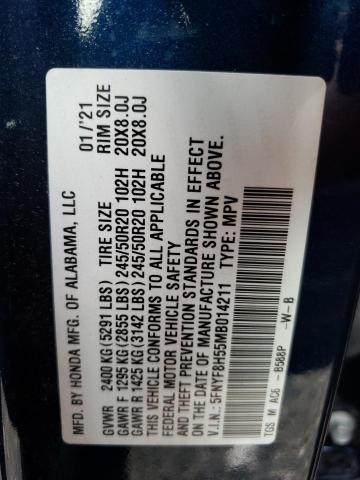 MFD. BY HONDA MFG. OF ALABAMA, LLC 01/'21
TIRE SIZE RIM SIZE
GVWR 2400 KG (5291 LBS)
GAWR F 1295 KG (2855 LBS) 245/50R20 102H 20X8.0J
GAWR R 1425 KG (3142 LBS) 245/50R20 102H 20X8.0J
THIS VEHICLE CONFORMS TO ALL APPLICABLE
FEDERAL MOTOR VEHICLE SAFETY
AND THEFT PREVENTION STANDARDS IN EFFECT
ON THE DATE OF MANUFACTURE SHOWN ABOVE.
V.I.N.: 5FNYF8H55MB014211 TYPE: MPV
TGS M AC6 - B588P -W-B